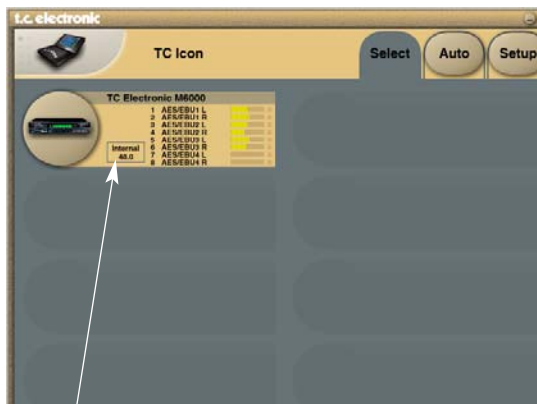 t.c. electronic
TC Icon
Select
Auto
Setup
TC Electronic M6000
1 AES/EBU1 L
2 AES/EBU1 R
3 AES/EBU2 L
4 AES/EBU2 R
5 AES/EBU3 L
6 AES/EBU3 R
7 AES/EBU4 L
8 AES/EBU4 R
Internal
48.0